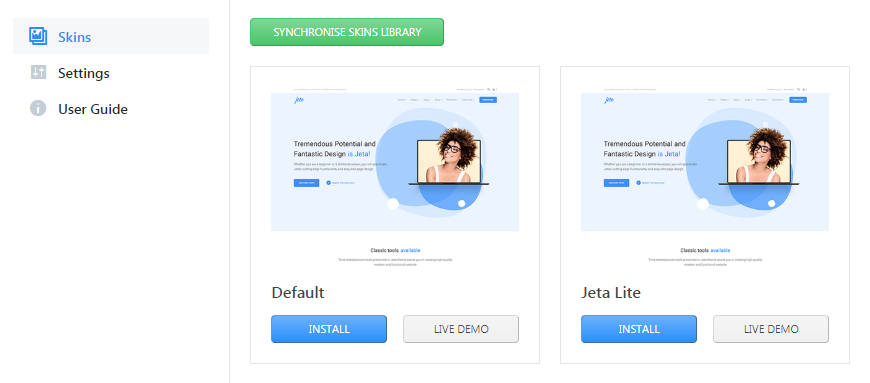 Skins
Settings
User Guide
SYNCHRONISE SKINS LIBRARY
jeta
Tremendous Potential and
Fantastic Design is Jeta!
Classic tools available
Default
INSTALL
LIVE DEMO
jeta
Tremendous Potential and
Fantastic Design is Jeta!
Classic tools available
Jeta Lite
INSTALL
LIVE DEMO